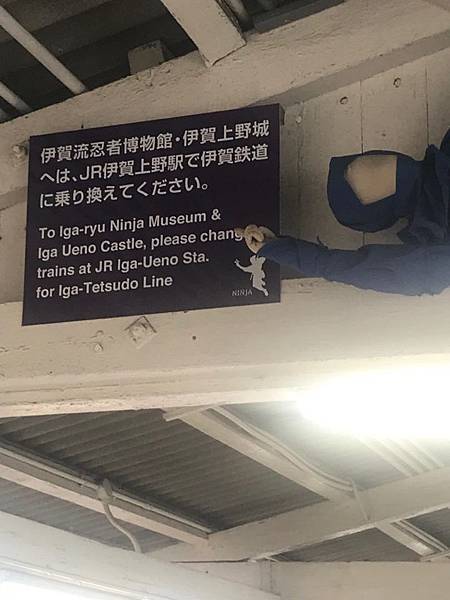 伊賀流忍者博物館・伊賀上野城
へは、JR伊賀上野駅で伊賀鉄道
に乗り換えてください。
To Iga-ryu Ninja Museum &
Iga Ueno Castle, please chang
trains at JR Iga-Ueno Sta.
for Iga-Tetsudo Line
NINJA